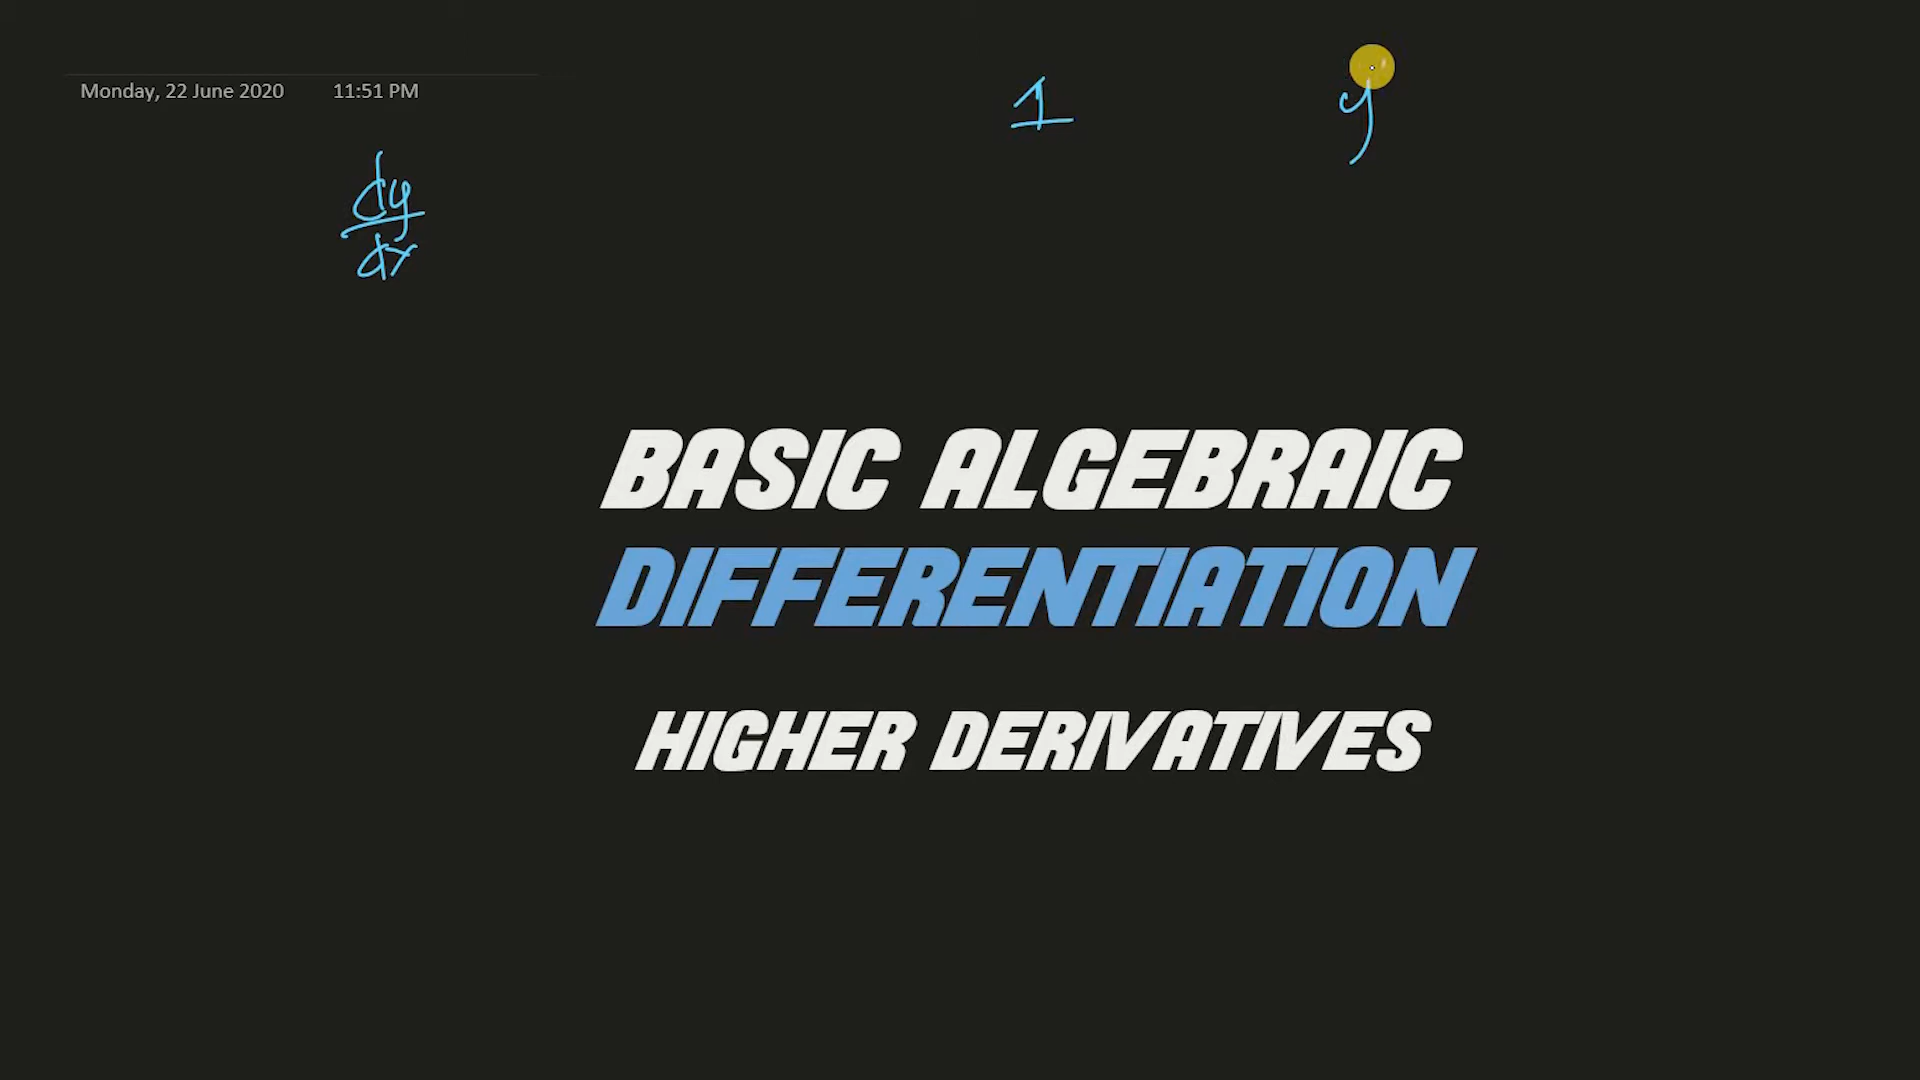 Monday, 22 June 2020 11:51 PM
1 y
dy
dx
BASIC ALGEBRAIC
DIFFERENTIATION
HIGHER DERIVATIVES